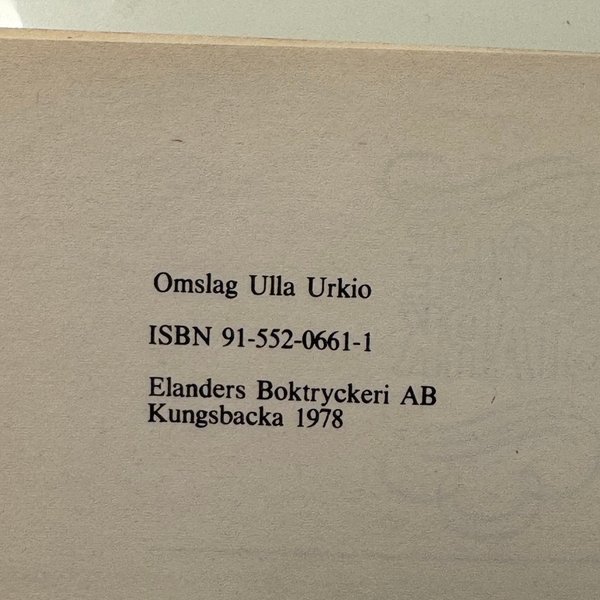 Omslag Ulla Urkio
ISBN 91-552-0661-1
Elanders Boktryckeri AB
Kungsbacka 1978